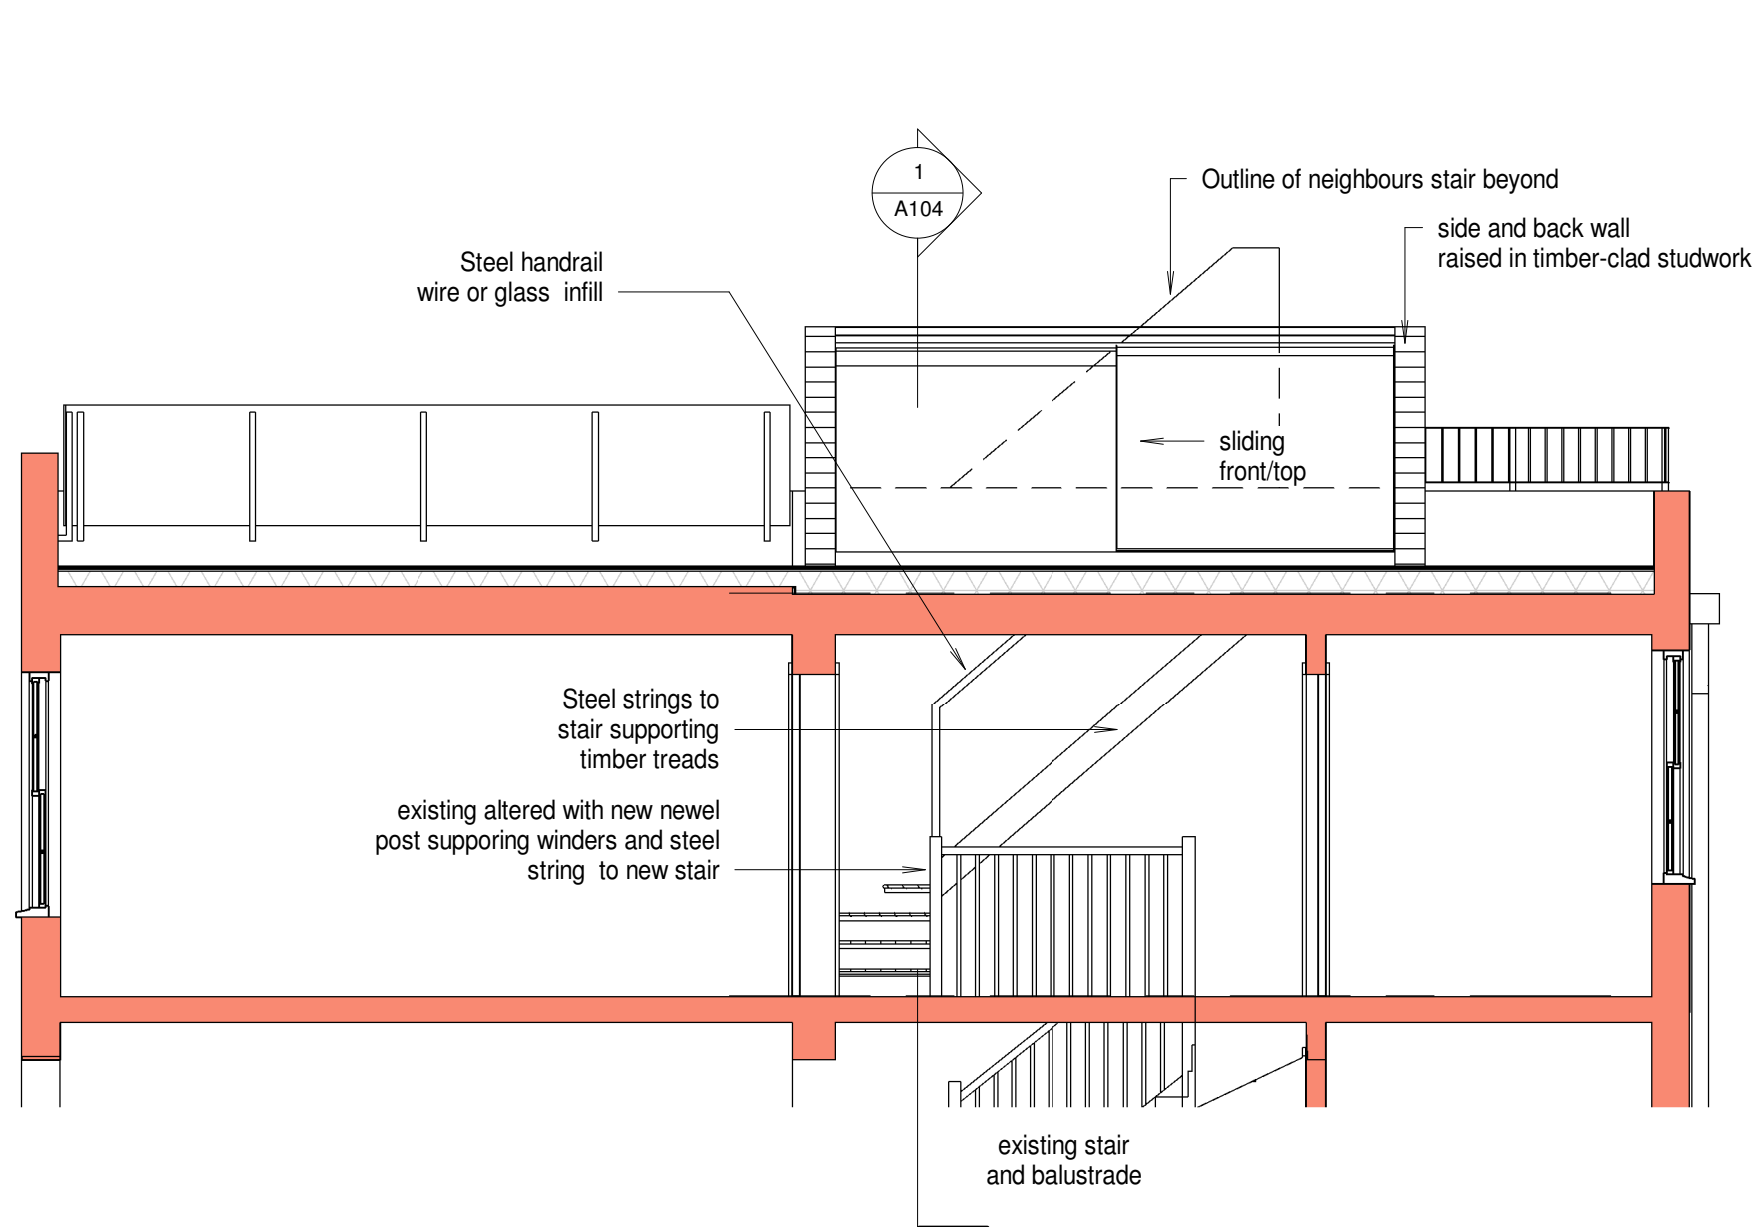 1
A104
Outline of neighbours stair beyond
side and back wall
raised in timber-clad studwork
Steel handrail
wire or glass infill
sliding
front/top
Steel strings to
stair supporting
timber treads
existing altered with new newel
post supporing winders and steel
string to new stair
existing stair
and balustrade